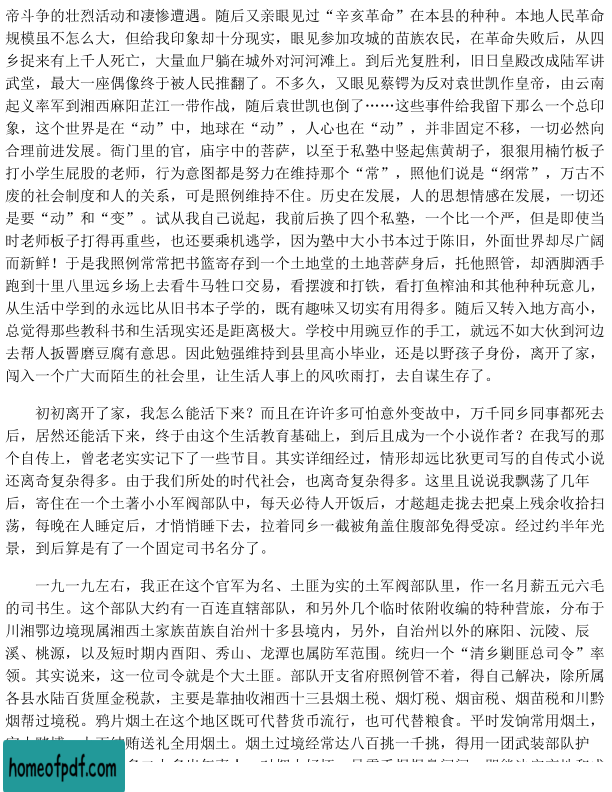 帝斗争的壮烈活动和凄惨遭遇。随后又亲眼见过“辛亥革命”在本县的种种。本地人民革命
规模虽不怎么大，但给我印象却十分现实，眼见参加攻城的苗族农民，在革命失败后，从四
乡捉来有上千人死亡，大量血尸躺在城外对河河滩上。到后光复胜利，旧日皇殿改成陆军讲
武堂，最大一座偶像终于被人民推翻了。不多久，又眼见蔡锷为反对袁世凯作皇帝，由云南
起义率军到湘西麻阳芷江一带作战，随后袁世凯也倒了……这些事件给我留下那么一个总印
象，这个世界是在“动”中，地球在“动”，人心也在“动”，并非固定不移，一切必然向
合理前进发展。衙门里的官，庙宇中的菩萨，以至于私塾中竖起焦黄胡子，狠狠用楠竹板子
打小学生屁股的老师，行为意图都是努力在维持那个“常”，照他们说是“纲常”，万古不
废的社会制度和人的关系，可是照例维持不住。历史在发展，人的思想情感在发展，一切还
是要“动”和“变”。试从我自己说起，我前后换了四个私塾，一个比一个严，但是即使当
时老师板子打得再重些，也还要乘机逃学，因为塾中大小书本过于陈旧，外面世界却尽广阔
而新鲜！于是我照例常常把书篮寄存到一个土地堂的土地菩萨身后，托他照管，却洒脚洒手
跑到十里八里远乡场上去看牛马牲口交易，看摆渡和打铁，看打鱼榨油和其他种种玩意儿，
从生活中学到的永远比从旧书本子学的，既有趣味又切实有用得多。随后又转入地方高小，
总觉得那些教科书和生活现实还是距离极大。学校中用豌豆作的手工，就远不如大伙到河边
去帮人扳罾磨豆腐有意思。因此勉强维持到县里高小毕业，还是以野孩子身份，离开了家，
闯入一个广大而陌生的社会里，让生活人事上的风吹雨打，去自谋生存了。
初初离开了家，我怎么能活下来？而且在许许多可怕意外变故中，万千同乡同事都死去
后，居然还能活下来，终于由这个生活教育基础上，到后且成为一个小说作者？在我写的那
个自传上，曾老老实实记下了一些节目。其实详细经过，情形却远比狄更司写的自传式小说
还离奇复杂得多。由于我们所处的时代社会，也离奇复杂得多。这里且说说我飘荡了几年
后，寄住在一个土著小小军阀部队中，每天必待人开饭后，才趑趄走拢去把桌上残余收拾扫
荡，每晚在人睡定后，才悄悄睡下去，拉着同乡一截被角盖住腹部免得受凉。经过约半年光
景，到后算是有了一个固定司书名分了。
一九一九左右，我正在这个官军为名、土匪为实的土军阀部队里，作一名月薪五元六毛
的司书生。这个部队大约有一百连直辖部队，和另外几个临时依附收编的特种营旅，分布于
川湘鄂边境现属湘西土家族苗族自治州十多县境内，另外，自治州以外的麻阳、沅陵、辰
溪、桃源，以及短时期内酉阳、秀山、龙潭也属防军范围。统归一个“清乡剿匪总司令”率
领。其实说来，这一位司令就是个大土匪。部队开支省府照例管不着，得自己解决，除所属
各县水陆百货厘金税款，主要是靠抽收湘西十三县烟土税、烟灯税、烟亩税、烟苗税和川黔
烟帮过境税。鸦片烟土在这个地区既可代替货币流行，也可代替粮食。平时发饷常用烟土，
纳贿送礼全用烟土。烟土过境经常达八百挑一千挑，得用一团武装部队护
homeofpdf.com